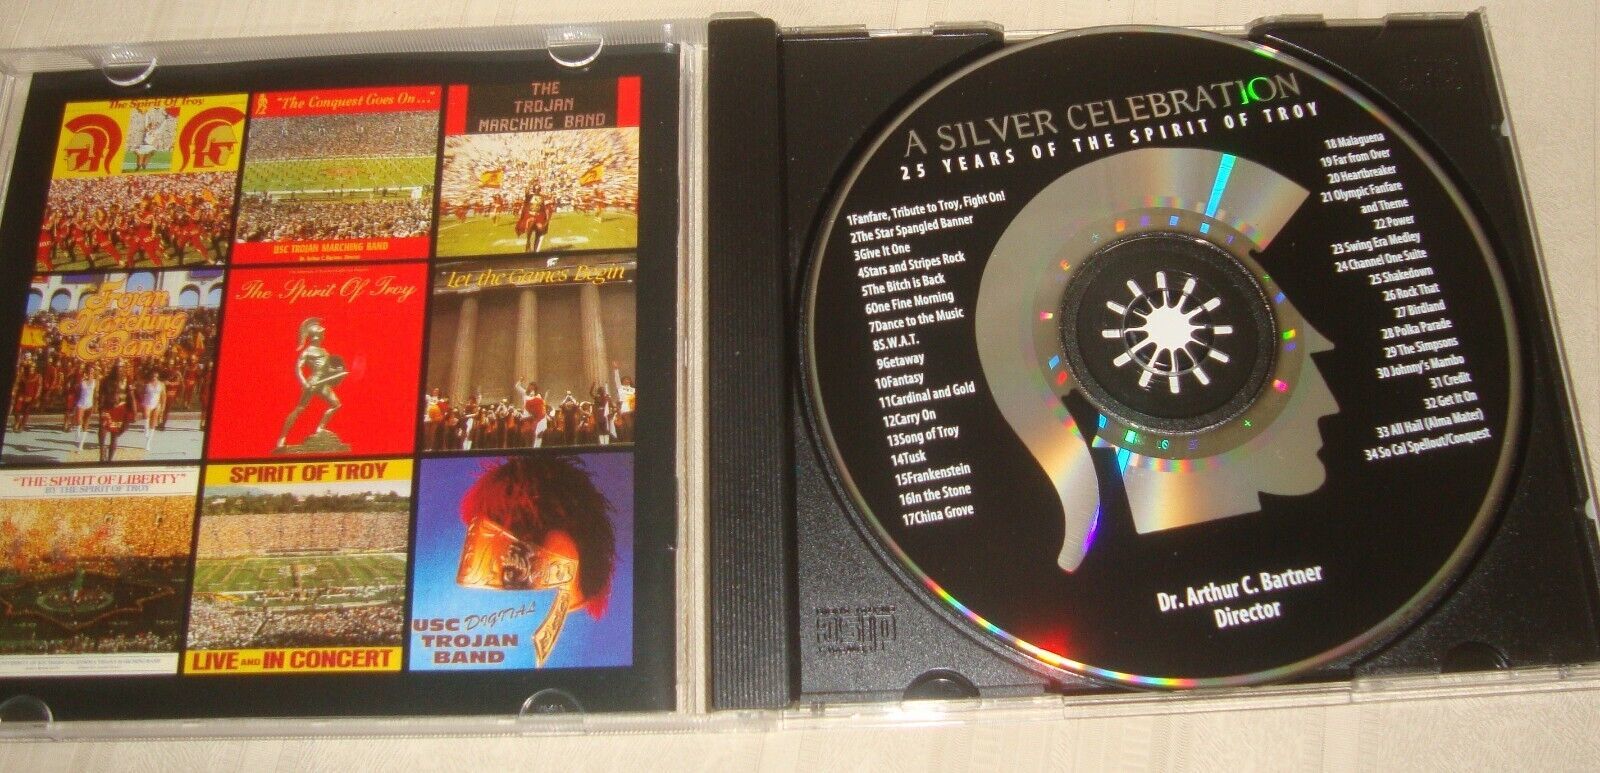 The Spirit Of Troy
"The Conquest Goes On..."
USC TROJAN MARCHING BAND
Dr. Arthur C. Bartner, Director
THE
TROJAN
MARCHING BAND
Trojan
Marching
Band
The Spirit Of Troy
Let the Games Begin
"THE SPIRIT OF LIBERTY"
BY THE SPIRIT OF TROY
SPIRIT OF TROY
LIVE AND IN CONCERT
USC DIGITAL
TROJAN
BAND
A SILVER CELEBRATION
25 YEARS OF THE SPIRIT OF TROY
1Fanfare, Tribute to Troy, Fight On!
2The Star Spangled Banner
3Give It One
4Stars and Stripes Rock
5The Bitch is Back
6One Fine Morning
7Dance to the Music
8S.W.A.T.
9Getaway
10Fantasy
11Cardinal and Gold
12Carry On
13Song of Troy
14Tusk
15Frankenstein
16In the Stone
17China Grove
18 Malaguena
19 Far from Over
20 Heartbreaker
21 Olympic Fanfare
and Theme
22 Power
23 Swing Era Medley
24 Channel One Suite
25 Shakedown
26 Rock That
27 Birdland
28 Polka Parade
29 The Simpsons
30 Johnny's Mambo
31 Credit
32 Get It On
33 All Hail (Alma Mater)
34 So Cal Spellout/Conquest
Dr. Arthur C. Bartner
Director